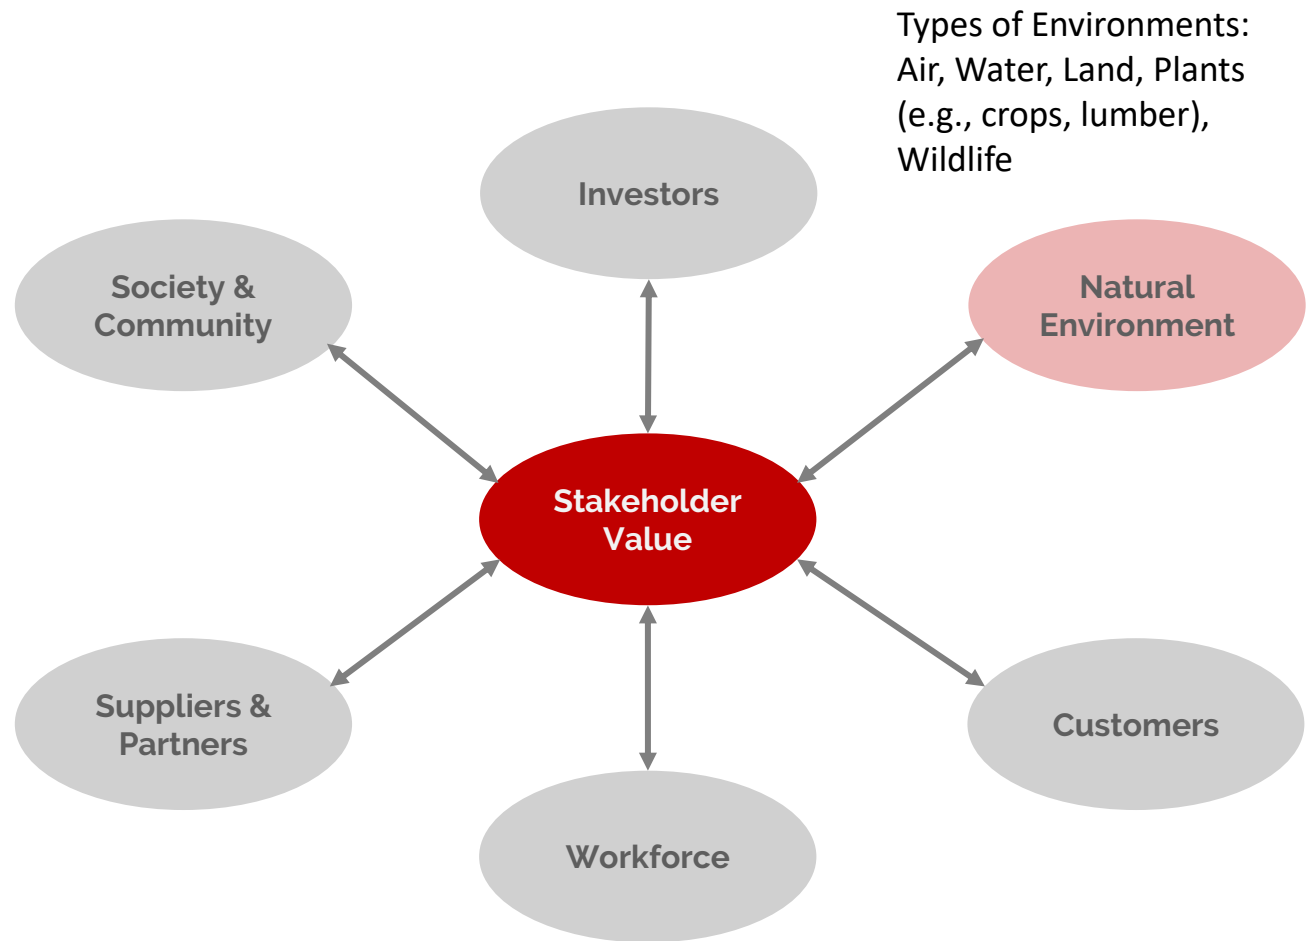 Types of Environments:
Air, Water, Land, Plants
(e.g., crops, lumber),
Wildlife
Investors
Society &
Community
Natural
Environment
Stakeholder
Value
Suppliers &
Partners
Customers
Workforce